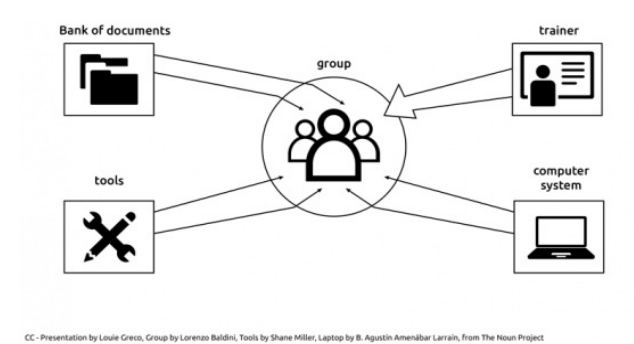 Bank of documents
trainer
group
tools
computer
system
CC - Presentation by Louie Greco, Group by Lorenzo Baldini, Tools by Shane Miller, Laptop by B. Agustín Amenábar Larraín, from The Noun Project